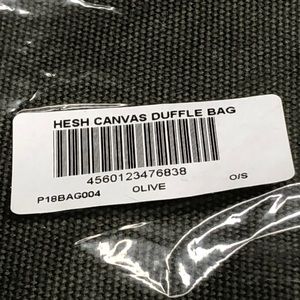 HESH CANVAS DUFFLE BAG
4560123476838
P18BAG004 OLIVE O/S